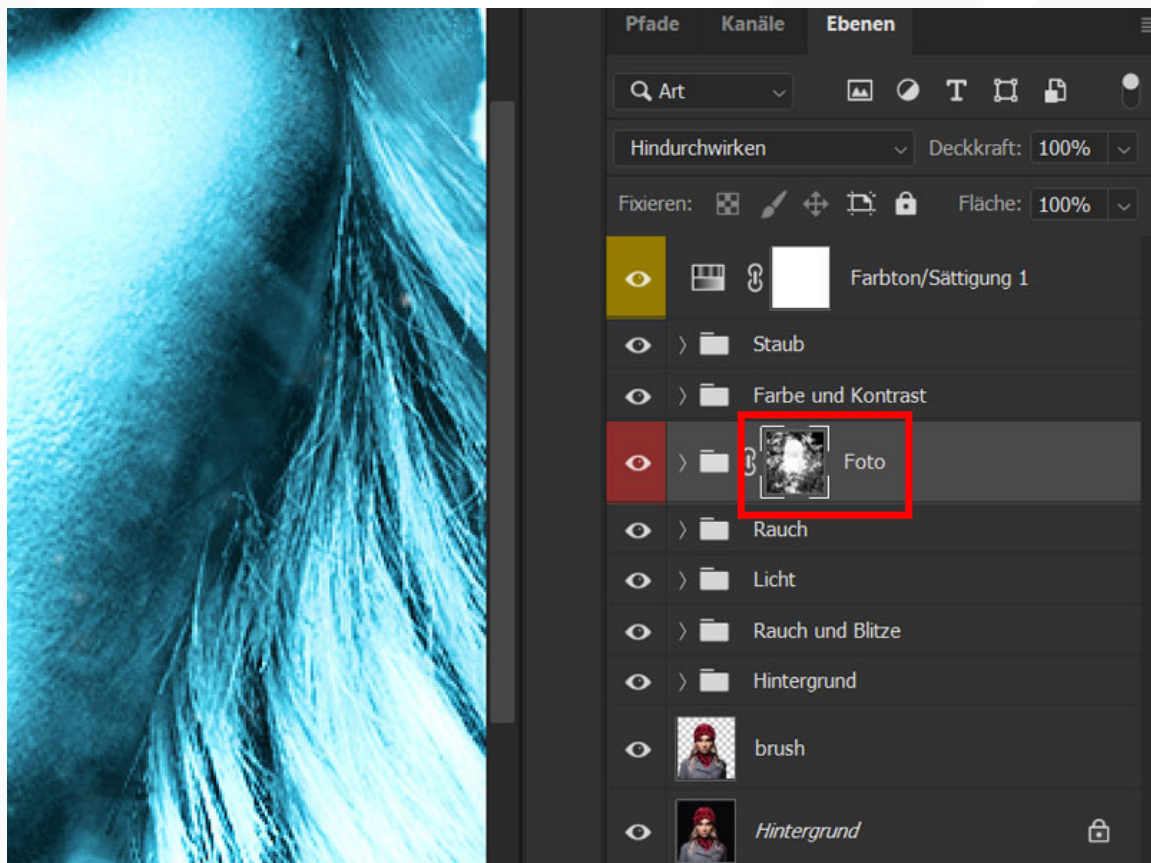 Pfade Kanäle Ebenen
Art
Hindurchwirken Deckkraft: 100%
Fixieren: Fläche: 100%
Farbton/Sättigung 1
Staub
Farbe und Kontrast
Foto
Rauch
Licht
Rauch und Blitze
Hintergrund
brush
Hintergrund